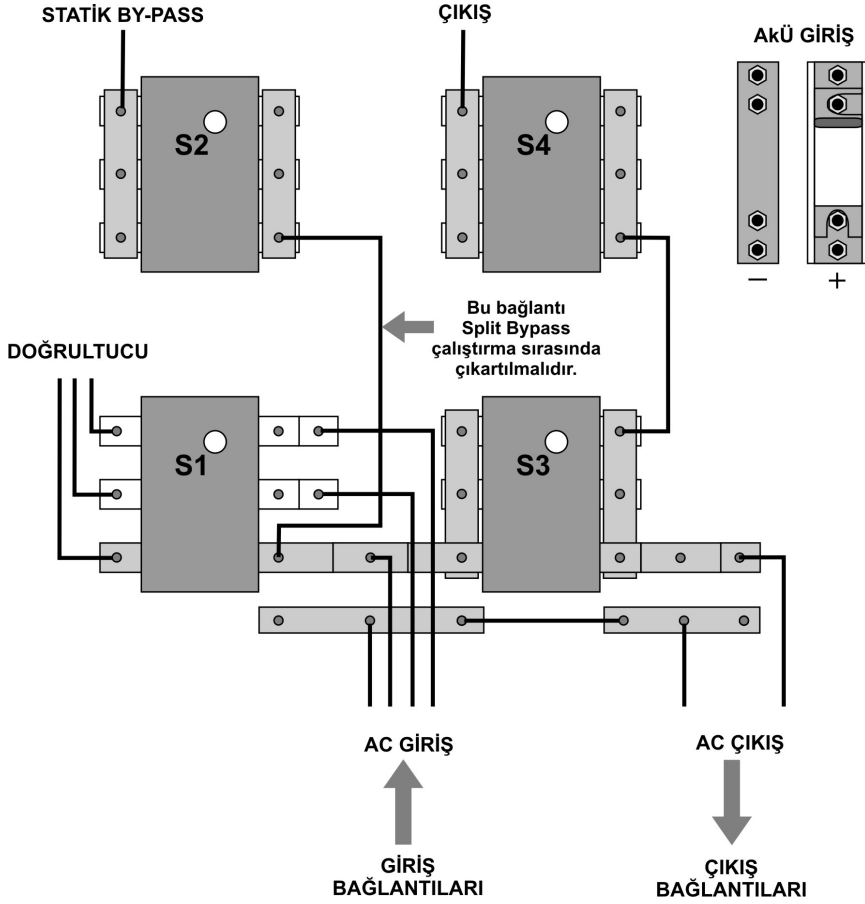 STATİK BY-PASS
ÇIKIŞ
AkÜ GİRİŞ
S2
S4
– +
Bu bağlantı
Split Bypass
çalıştırma sırasında
çıkartılmalıdır.
DOĞRULTUCU
S1
S3
AC GİRİŞ
AC ÇIKIŞ
GİRİŞ
BAĞLANTILARI
ÇIKIŞ
BAĞLANTILARI